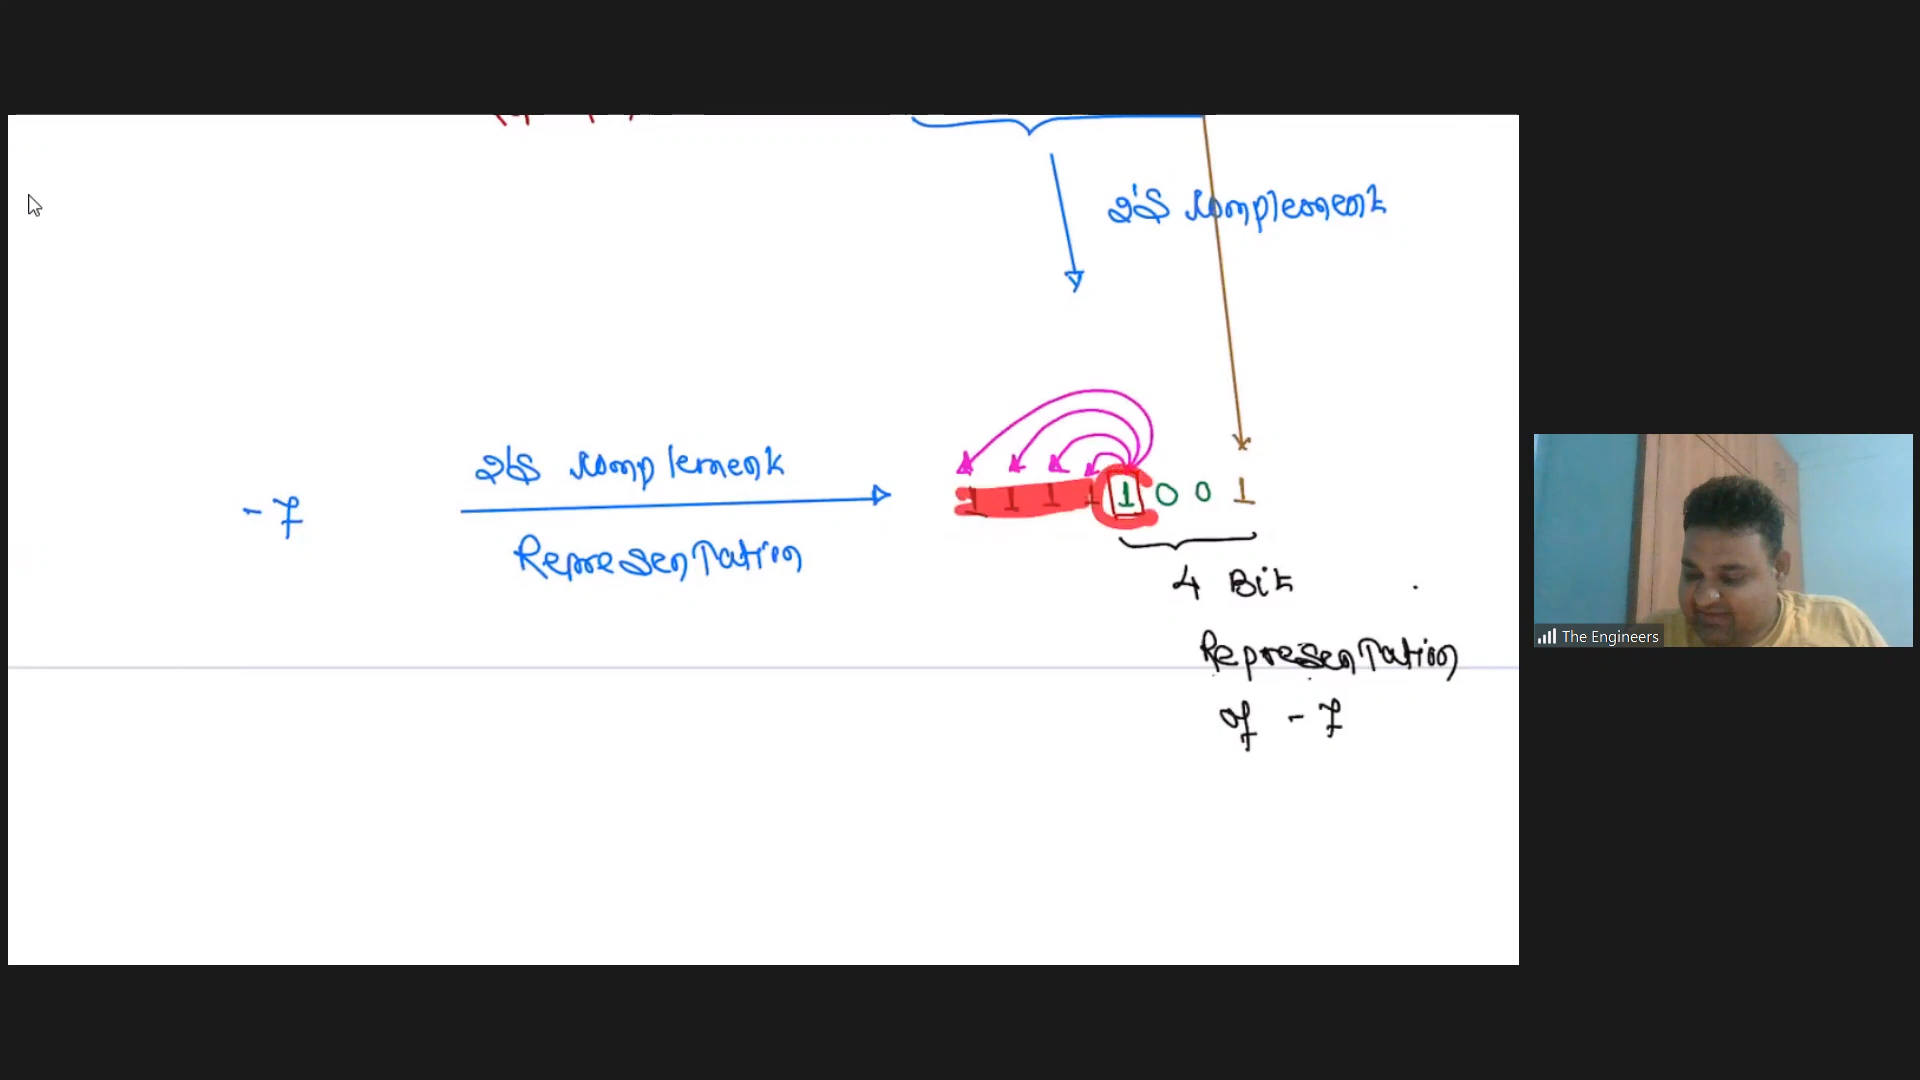 2'S complement
2'S complement
-7
1 1 1 1 1 0 0 1
Representation
4 Bit
Representation
of -7
The Engineers